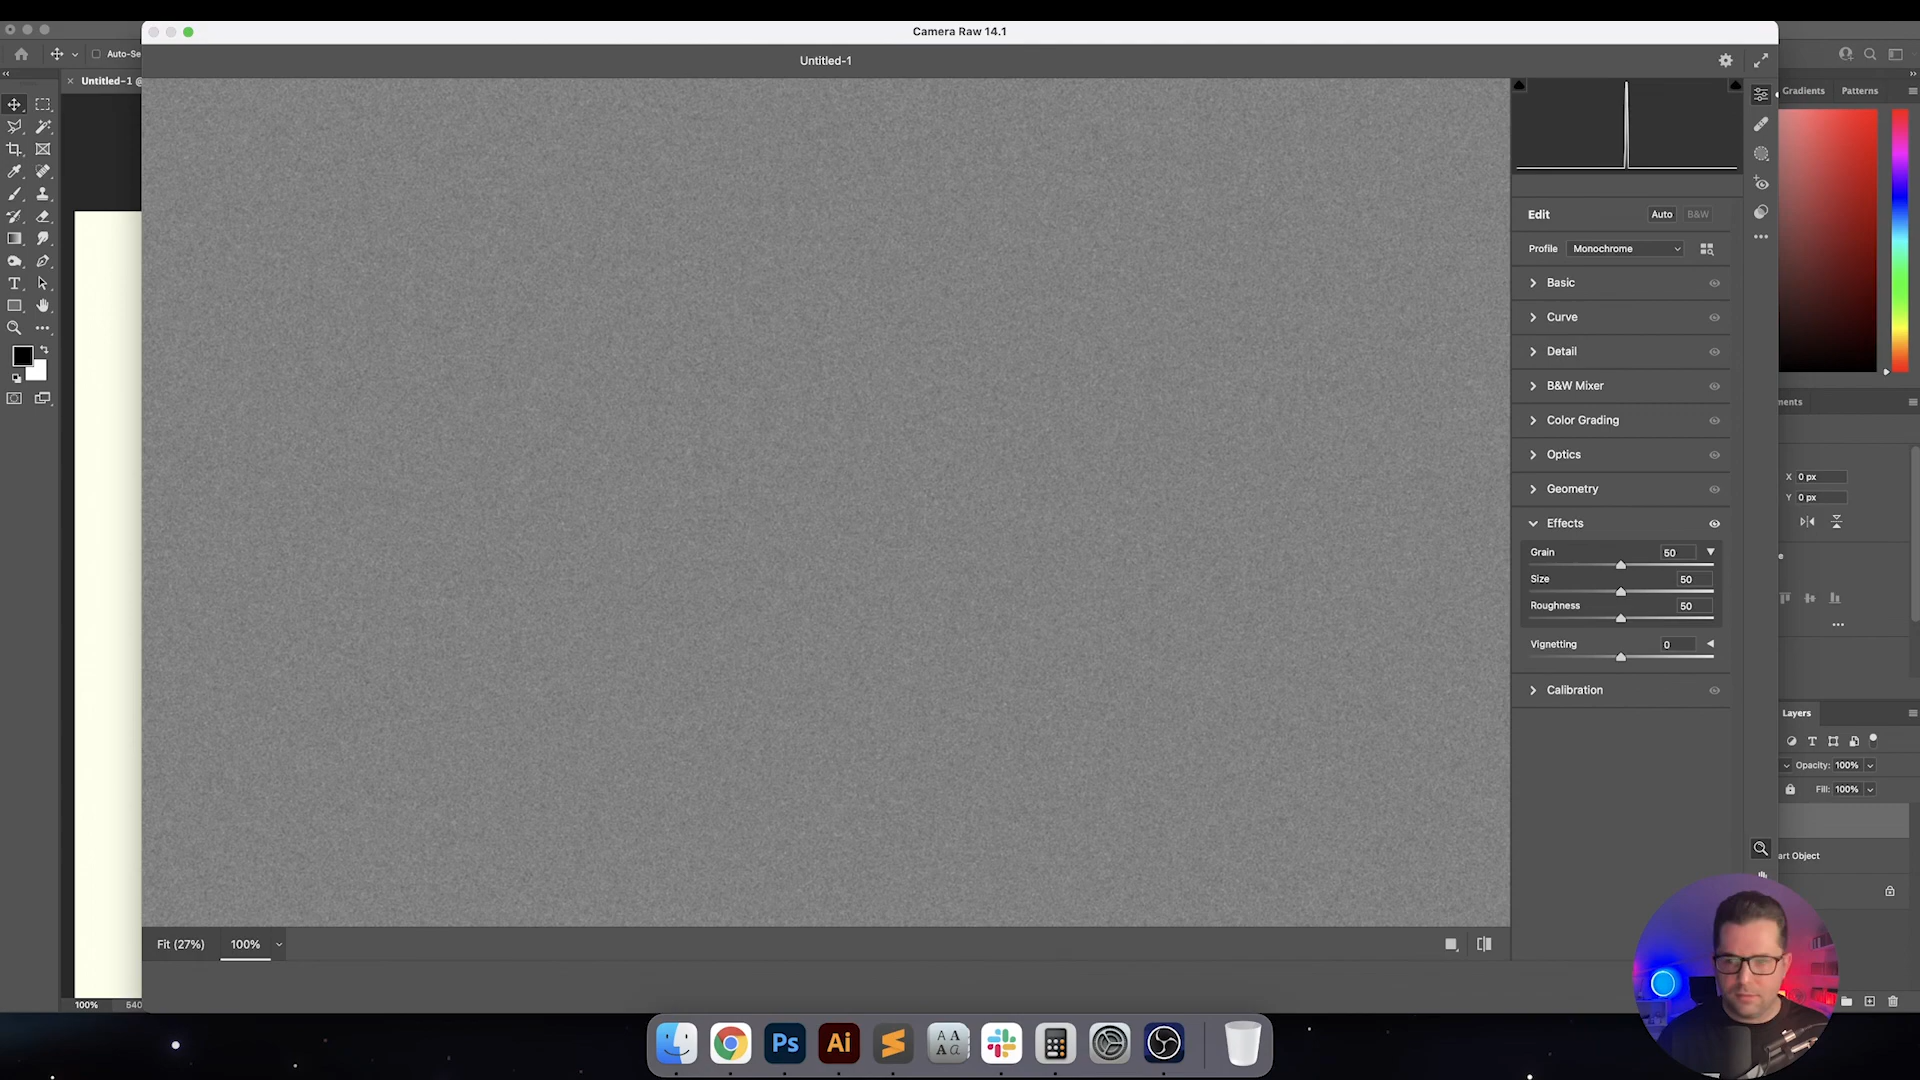 Camera Raw 14.1
Auto-Se
Untitled-1
Untitled-1 @
Gradients
Patterns
Edit
Auto
B&W
Profile
Monochrome
Basic
Curve
Detail
B&W Mixer
Color Grading
Optics
Geometry
Effects
Grain
50
Size
50
Roughness
50
Vignetting
0
Calibration
ments
X
0 px
Y
0 px
e
Layers
Opacity: 100%
Fill: 100%
art Object
Fit (27%)
100%
100%
540
Ps
Ai
A A
A a